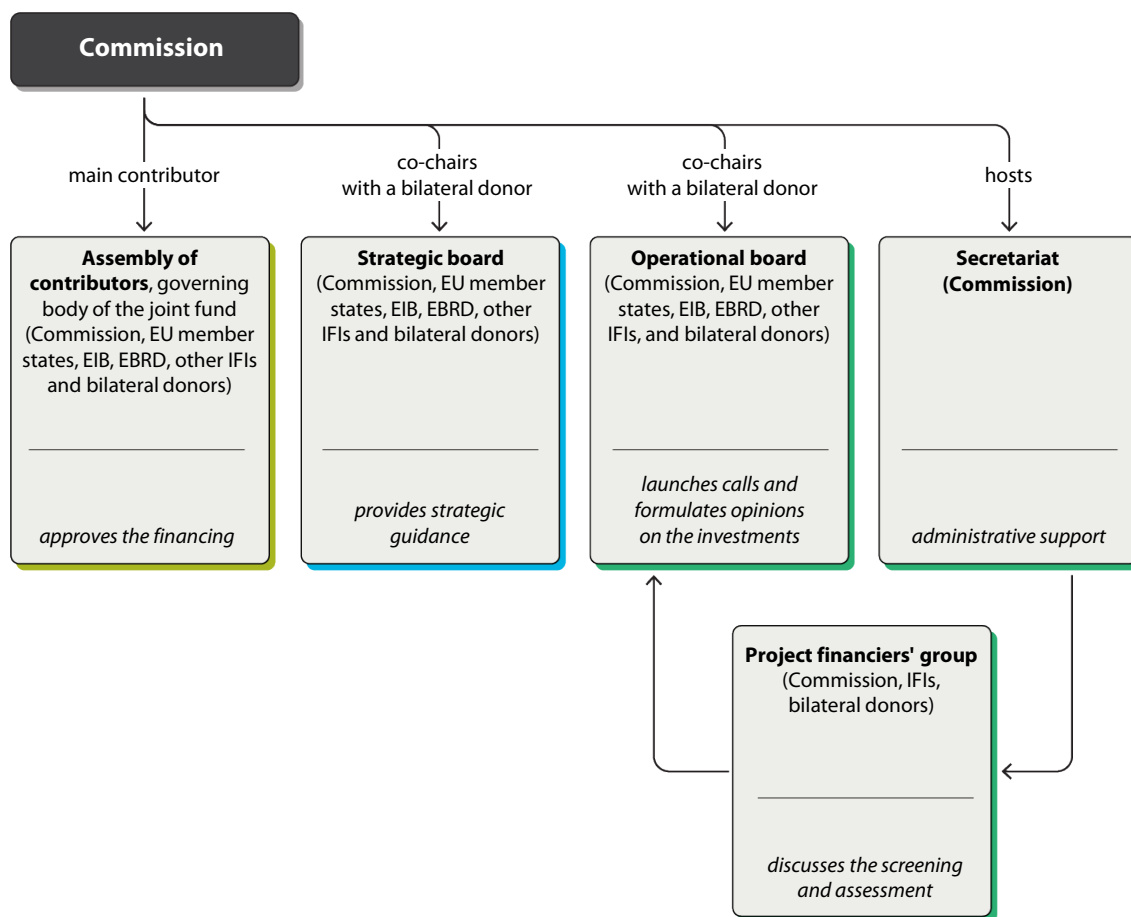 Commission
main contributor
co-chairs
with a bilateral donor
co-chairs
with a bilateral donor
hosts
Assembly of
contributors, governing
body of the joint fund
(Commission, EU member
states, EIB, EBRD, other IFIs
and bilateral donors)
approves the financing
Strategic board
(Commission, EU member
states, EIB, EBRD, other
IFIs and bilateral donors)
provides strategic
guidance
Operational board
(Commission, EU member
states, EIB, EBRD, other
IFIs, and bilateral donors)
launches calls and
formulates opinions
on the investments
Secretariat
(Commission)
administrative support
Project financiers' group
(Commission, IFIs,
bilateral donors)
discusses the screening
and assessment